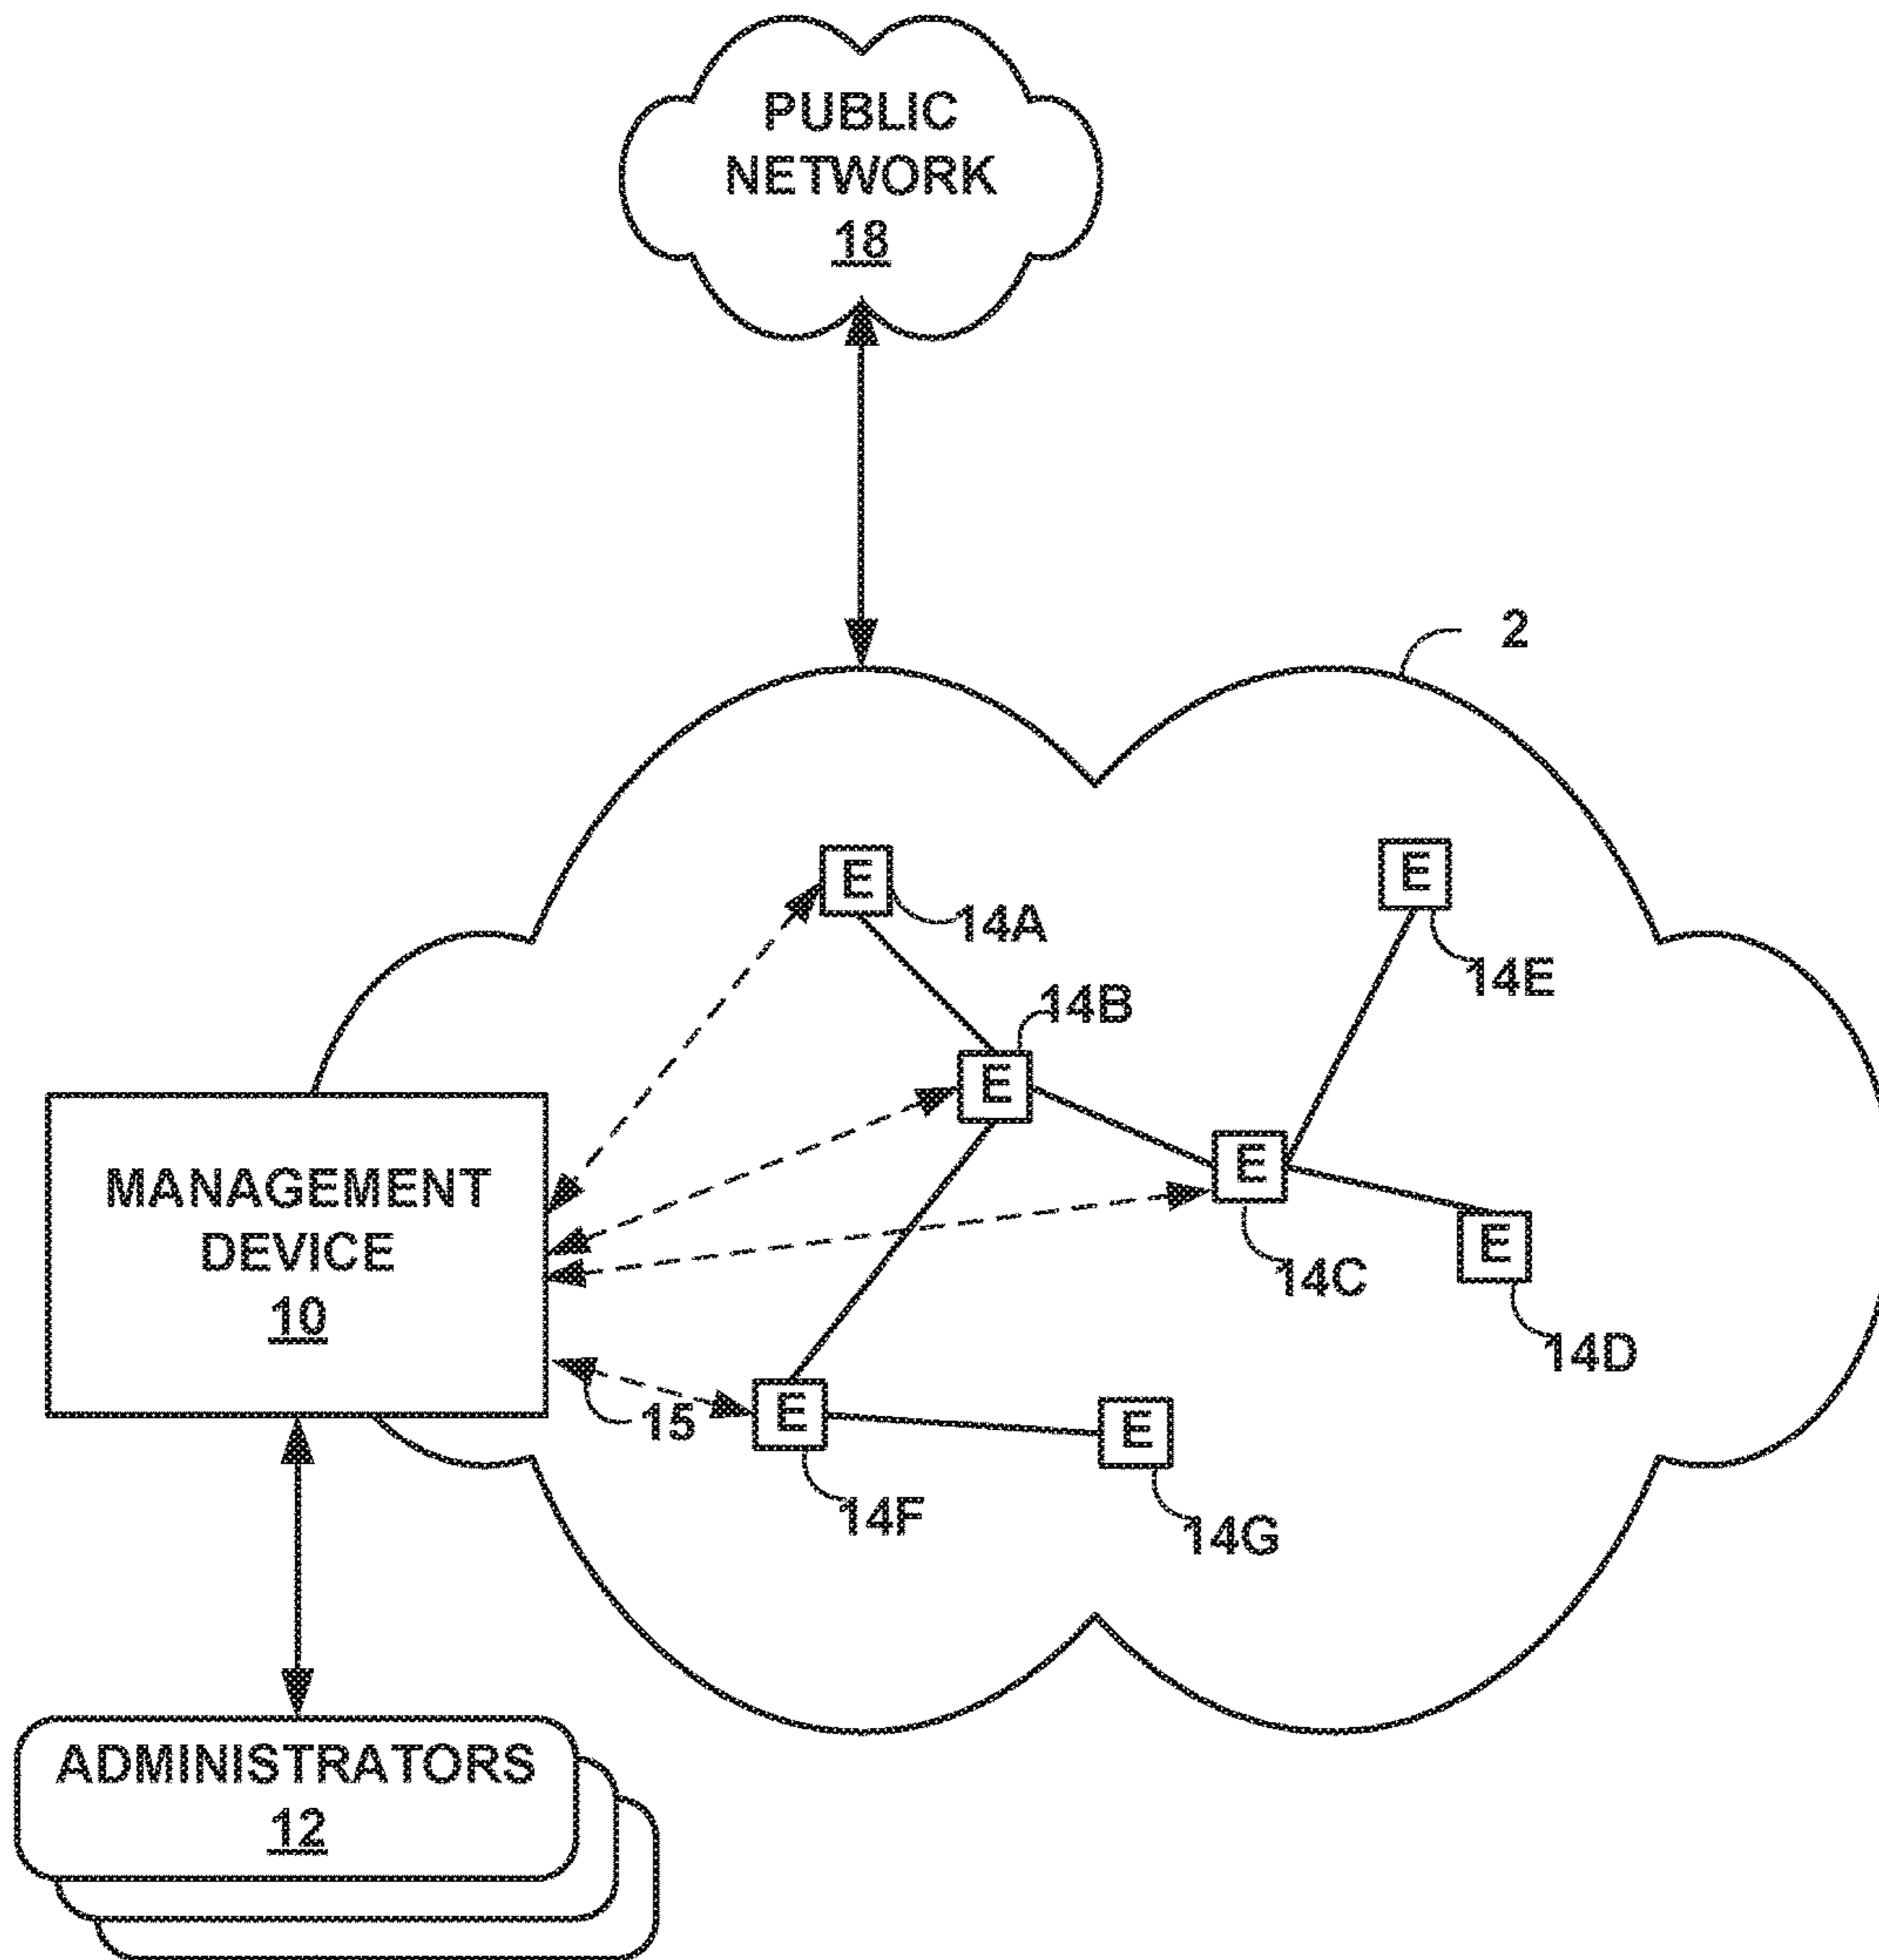 PUBLIC
NETWORK
18
2
E
14A
E
14E
14B
E
E
14C
E
14D
MANAGEMENT
DEVICE
10
15
E
14F
E
14G
ADMINISTRATORS
12